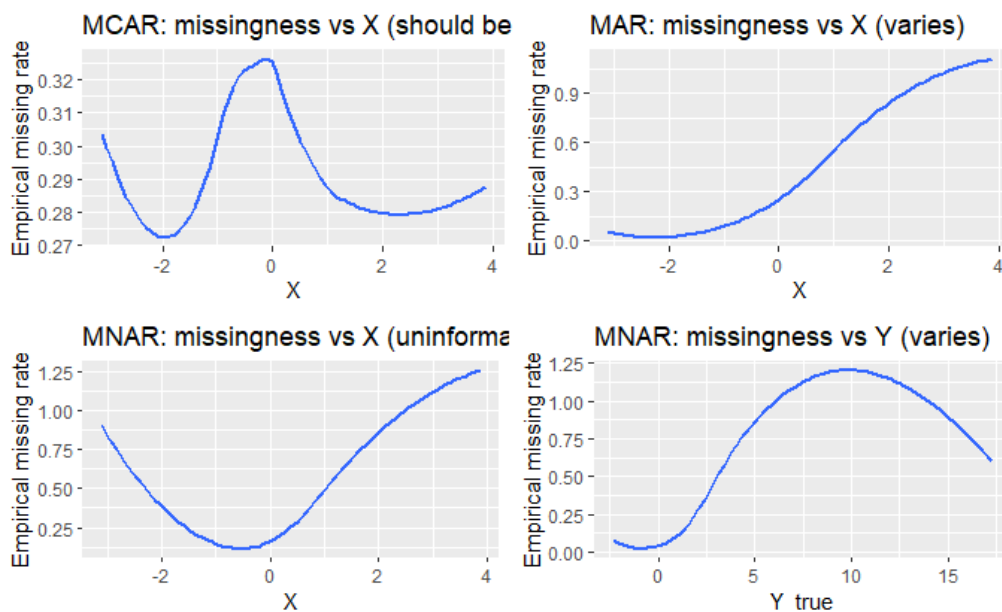 MCAR: missingness vs X (should be
Empirical missing rate
0.32
0.31
0.30
0.29
0.28
0.27
-2 0 2 4
X
MAR: missingness vs X (varies)
Empirical missing rate
0.9
0.6
0.3
0.0
-2 0 2 4
X
MNAR: missingness vs X (uninforma
Empirical missing rate
1.25
1.00
0.75
0.50
0.25
-2 0 2 4
X
MNAR: missingness vs Y (varies)
Empirical missing rate
1.25
1.00
0.75
0.50
0.25
0.00
0 5 10 15
Y_true